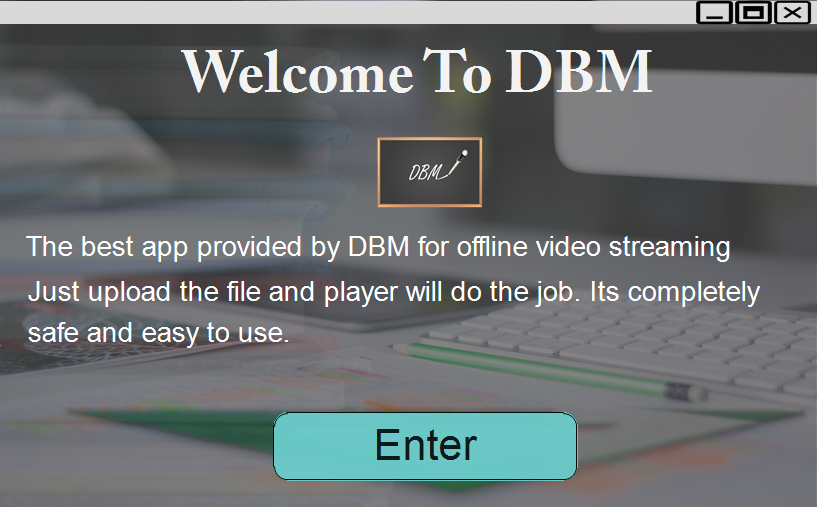 Welcome To DBM
DBM
The best app provided by DBM for offline video streaming
Just upload the file and player will do the job. Its completely
safe and easy to use.
Enter